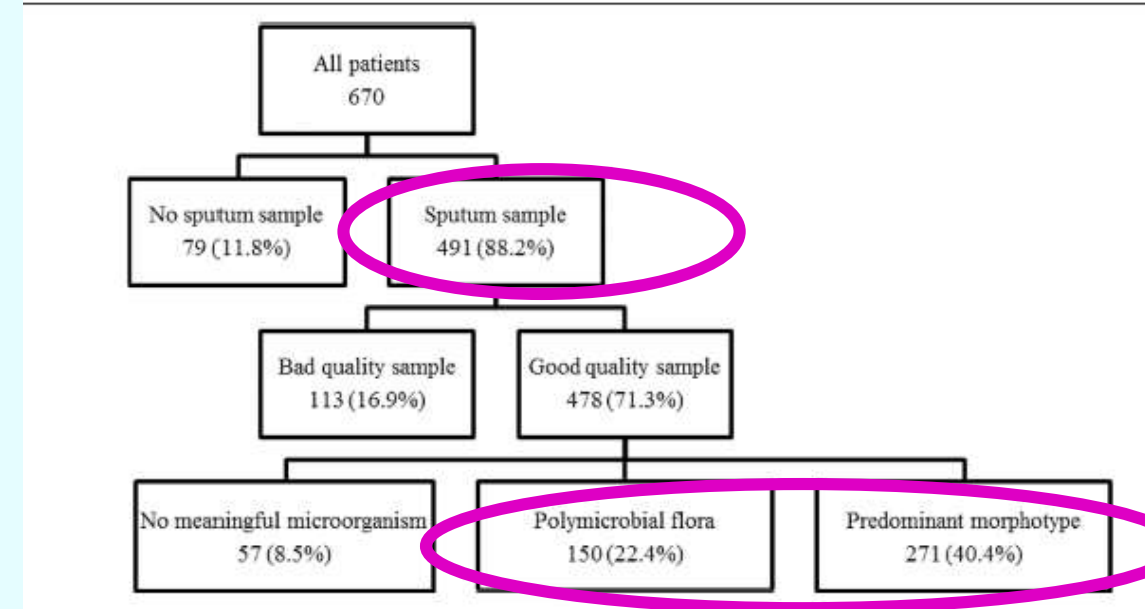 All patients
670
No sputum sample
79 (11.8%)
Sputum sample
491 (88.2%)
Bad quality sample
113 (16.9%)
Good quality sample
478 (71.3%)
No meaningful microorganism
57 (8.5%)
Polymicrobial flora
150 (22.4%)
Predominant morphotype
271 (40.4%)